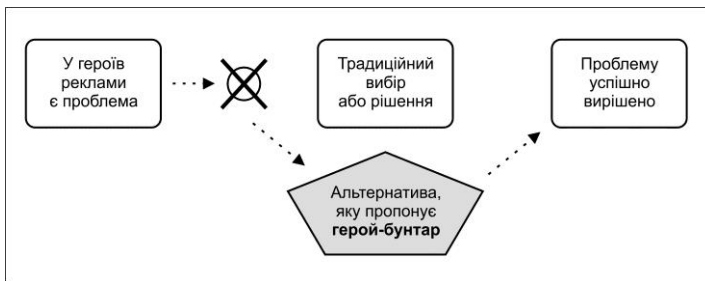 У героїв
реклами
є проблема
Традиційний
вибір
або рішення
Проблему
успішно
вирішено
Альтернатива,
яку пропонує
герой-бунтар